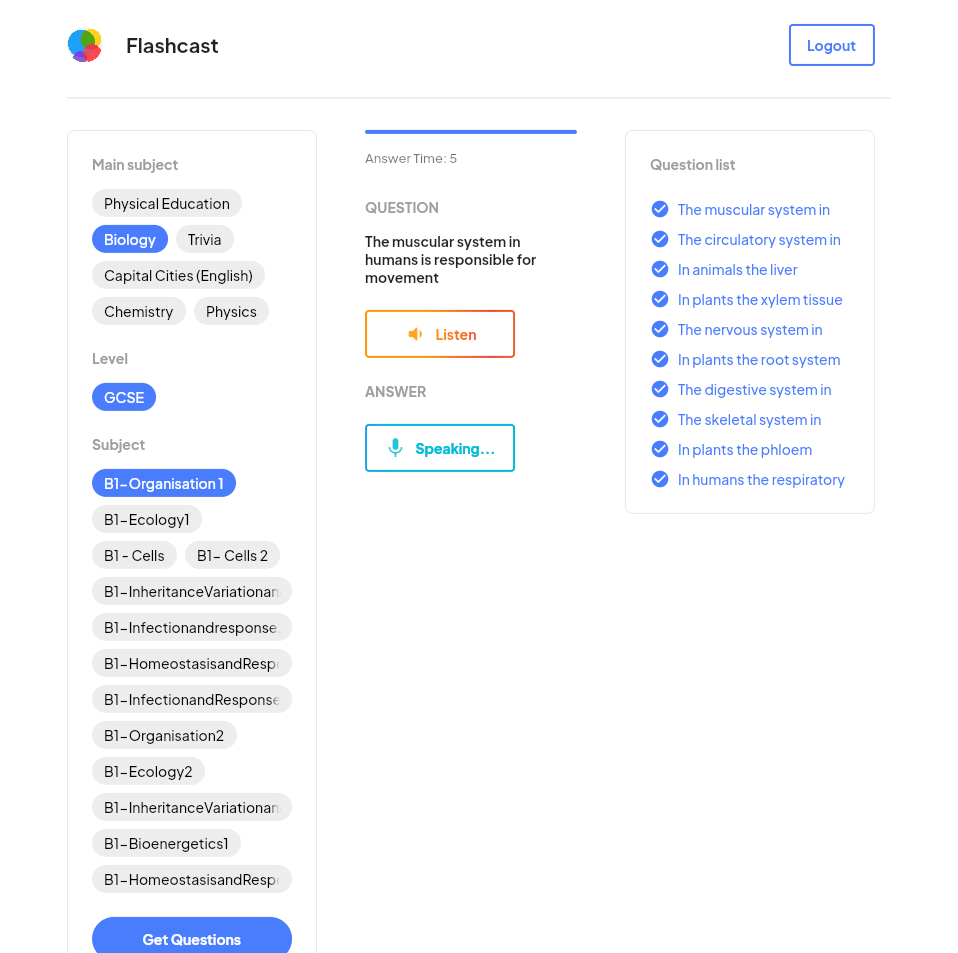 Flashcast
Logout
Main subject
Physical Education
Biology
Trivia
Capital Cities (English)
Chemistry
Physics
Level
GCSE
Subject
B1–Organisation 1
B1–Ecology1
B1 - Cells
B1– Cells 2
B1–InheritanceVariationan
B1–Infectionandresponse
B1–HomeostasisandResp
B1–InfectionandResponse
B1–Organisation2
B1–Ecology2
B1–InheritanceVariationan
B1–Bioenergetics1
B1–HomeostasisandResp
Get Questions
Answer Time: 5
QUESTION
The muscular system in
humans is responsible for
movement
Listen
ANSWER
Speaking...
Question list
The muscular system in
The circulatory system in
In animals the liver
In plants the xylem tissue
The nervous system in
In plants the root system
The digestive system in
The skeletal system in
In plants the phloem
In humans the respiratory